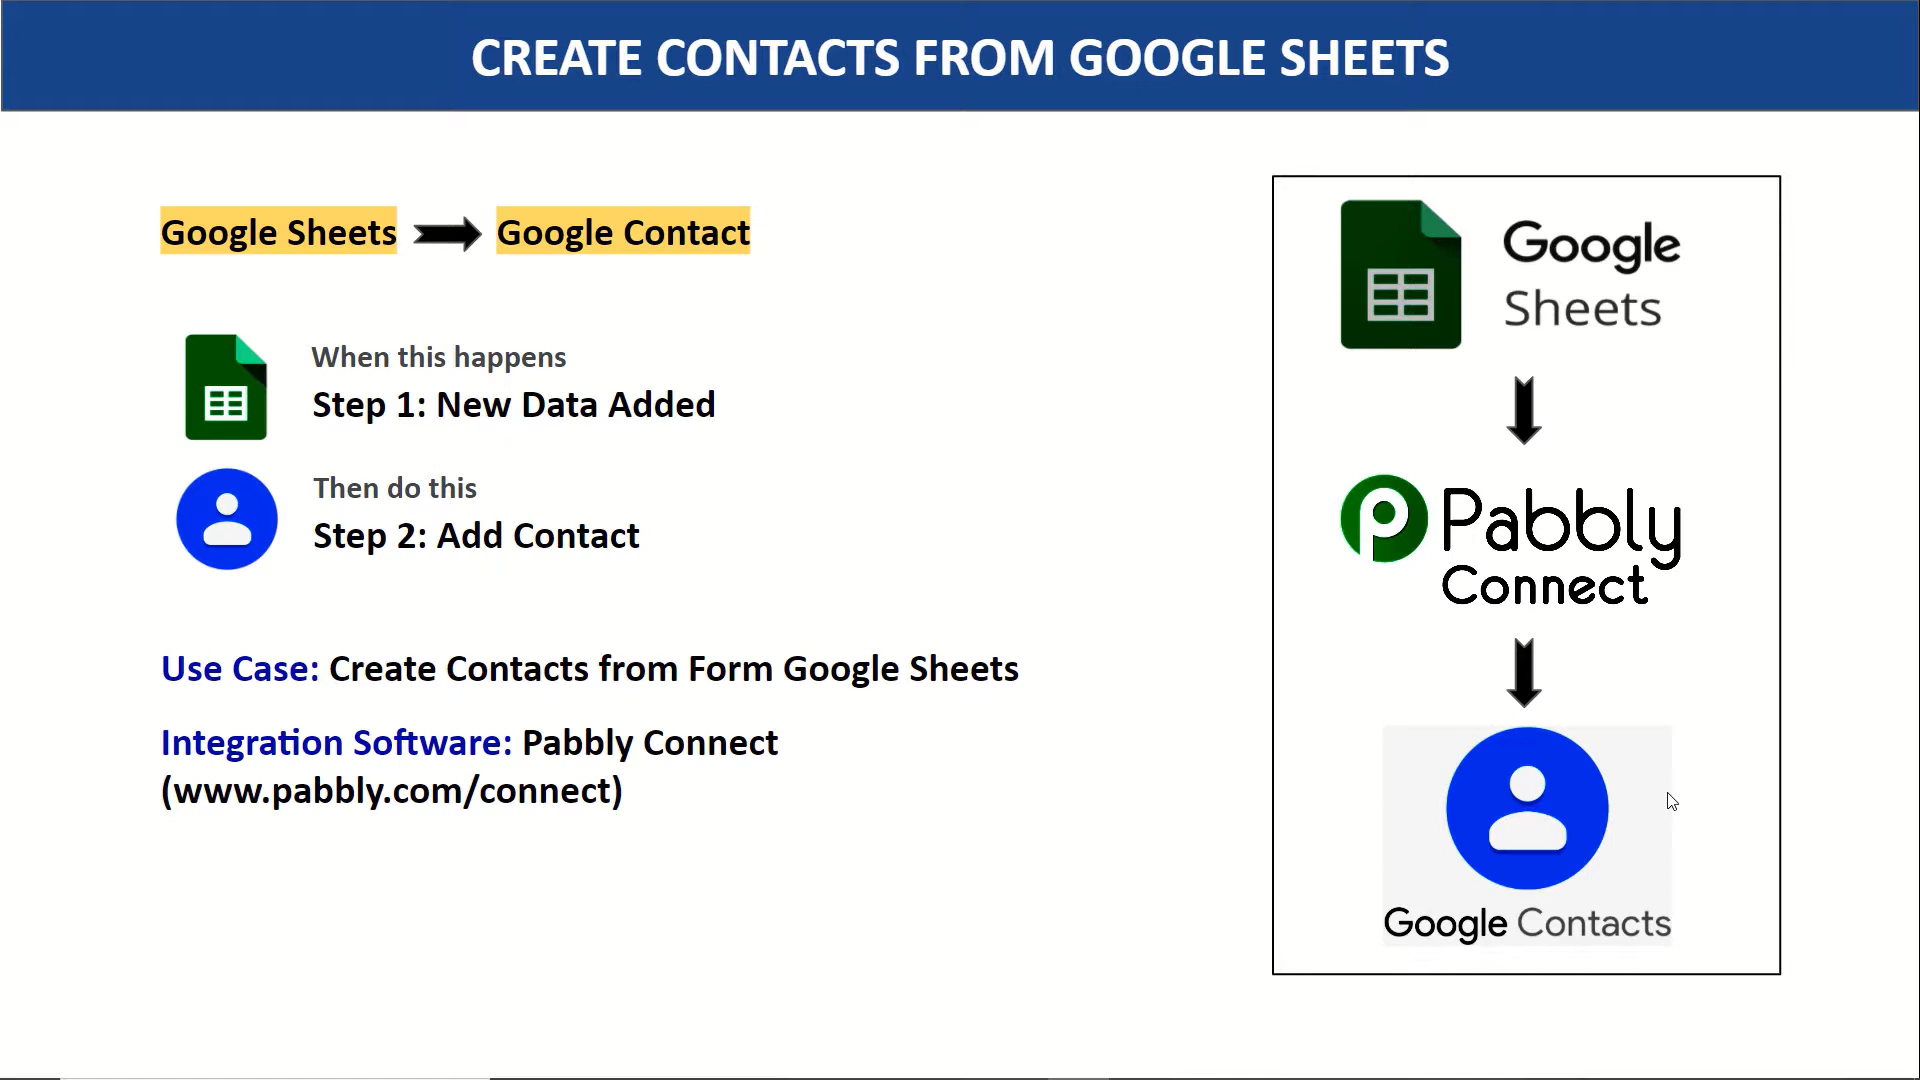 CREATE CONTACTS FROM GOOGLE SHEETS
Google Sheets
Google Contact
When this happens
Step 1: New Data Added
Then do this
Step 2: Add Contact
Use Case: Create Contacts from Form Google Sheets
Integration Software: Pabbly Connect
(www.pabbly.com/connect)
Google
Sheets
Pabbly
Connect
Google Contacts